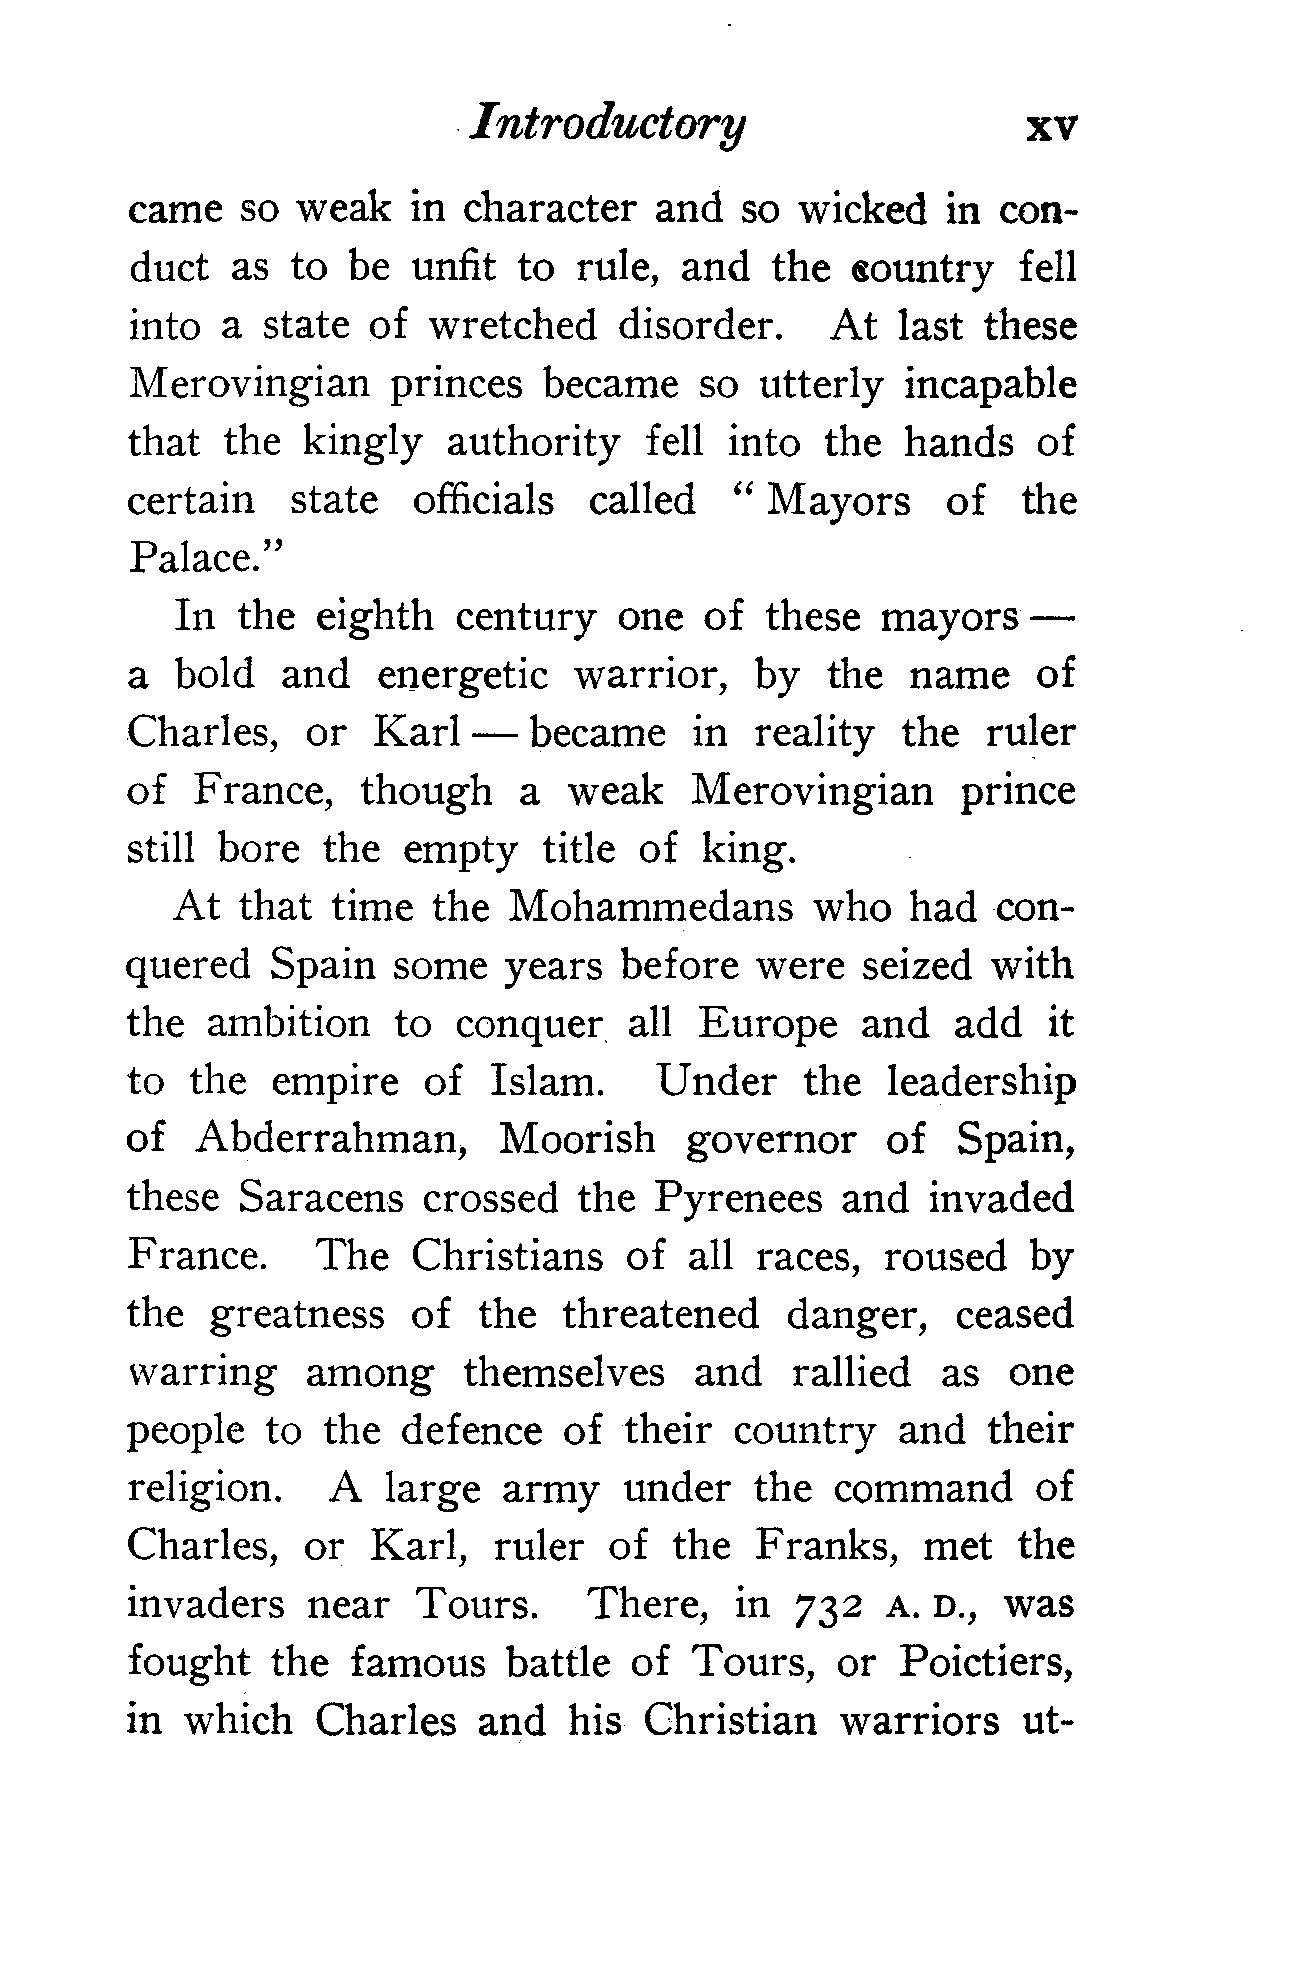 Introductory xv
came so weak in character and so wicked in con-
duct as to be unfit to rule, and the country fell
into a state of wretched disorder. At last these
Merovingian princes became so utterly incapable
that the kingly authority fell into the hands of
certain state officials called “ Mayors of the
Palace.”
In the eighth century one of these mayors —
a bold and energetic warrior, by the name of
Charles, or Karl — became in reality the ruler
of France, though a weak Merovingian prince
still bore the empty title of king.
At that time the Mohammedans who had con-
quered Spain some years before were seized with
the ambition to conquer all Europe and add it
to the empire of Islam. Under the leadership
of Abderrahman, Moorish governor of Spain,
these Saracens crossed the Pyrenees and invaded
France. The Christians of all races, roused by
the greatness of the threatened danger, ceased
warring among themselves and rallied as one
people to the defence of their country and their
religion. A large army under the command of
Charles, or Karl, ruler of the Franks, met the
invaders near Tours. There, in 732 A. D., was
fought the famous battle of Tours, or Poictiers,
in which Charles and his Christian warriors ut-